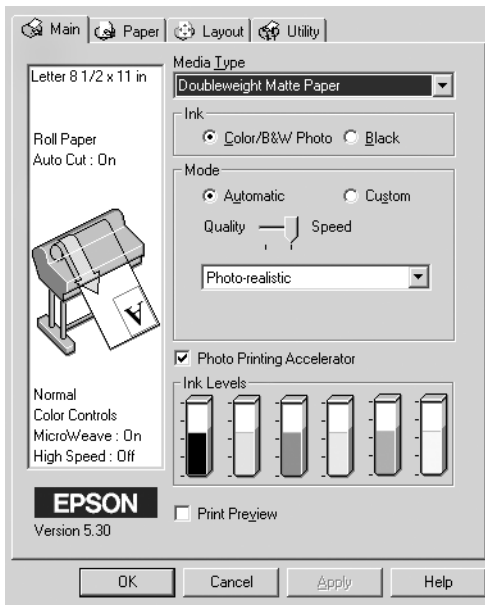 Main Paper Layout Utility
Letter 8 1/2 x 11 in
Roll Paper
Auto Cut : On
A
Normal
Color Controls
MicroWeave : On
High Speed : Off
EPSON
Version 5.30
Media Type
Doubleweight Matte Paper
Ink
Color/B&W Photo Black
Mode
Automatic Custom
Quality Speed
Photo-realistic
Photo Printing Accelerator
Ink Levels
Print Preview
OK Cancel Apply Help